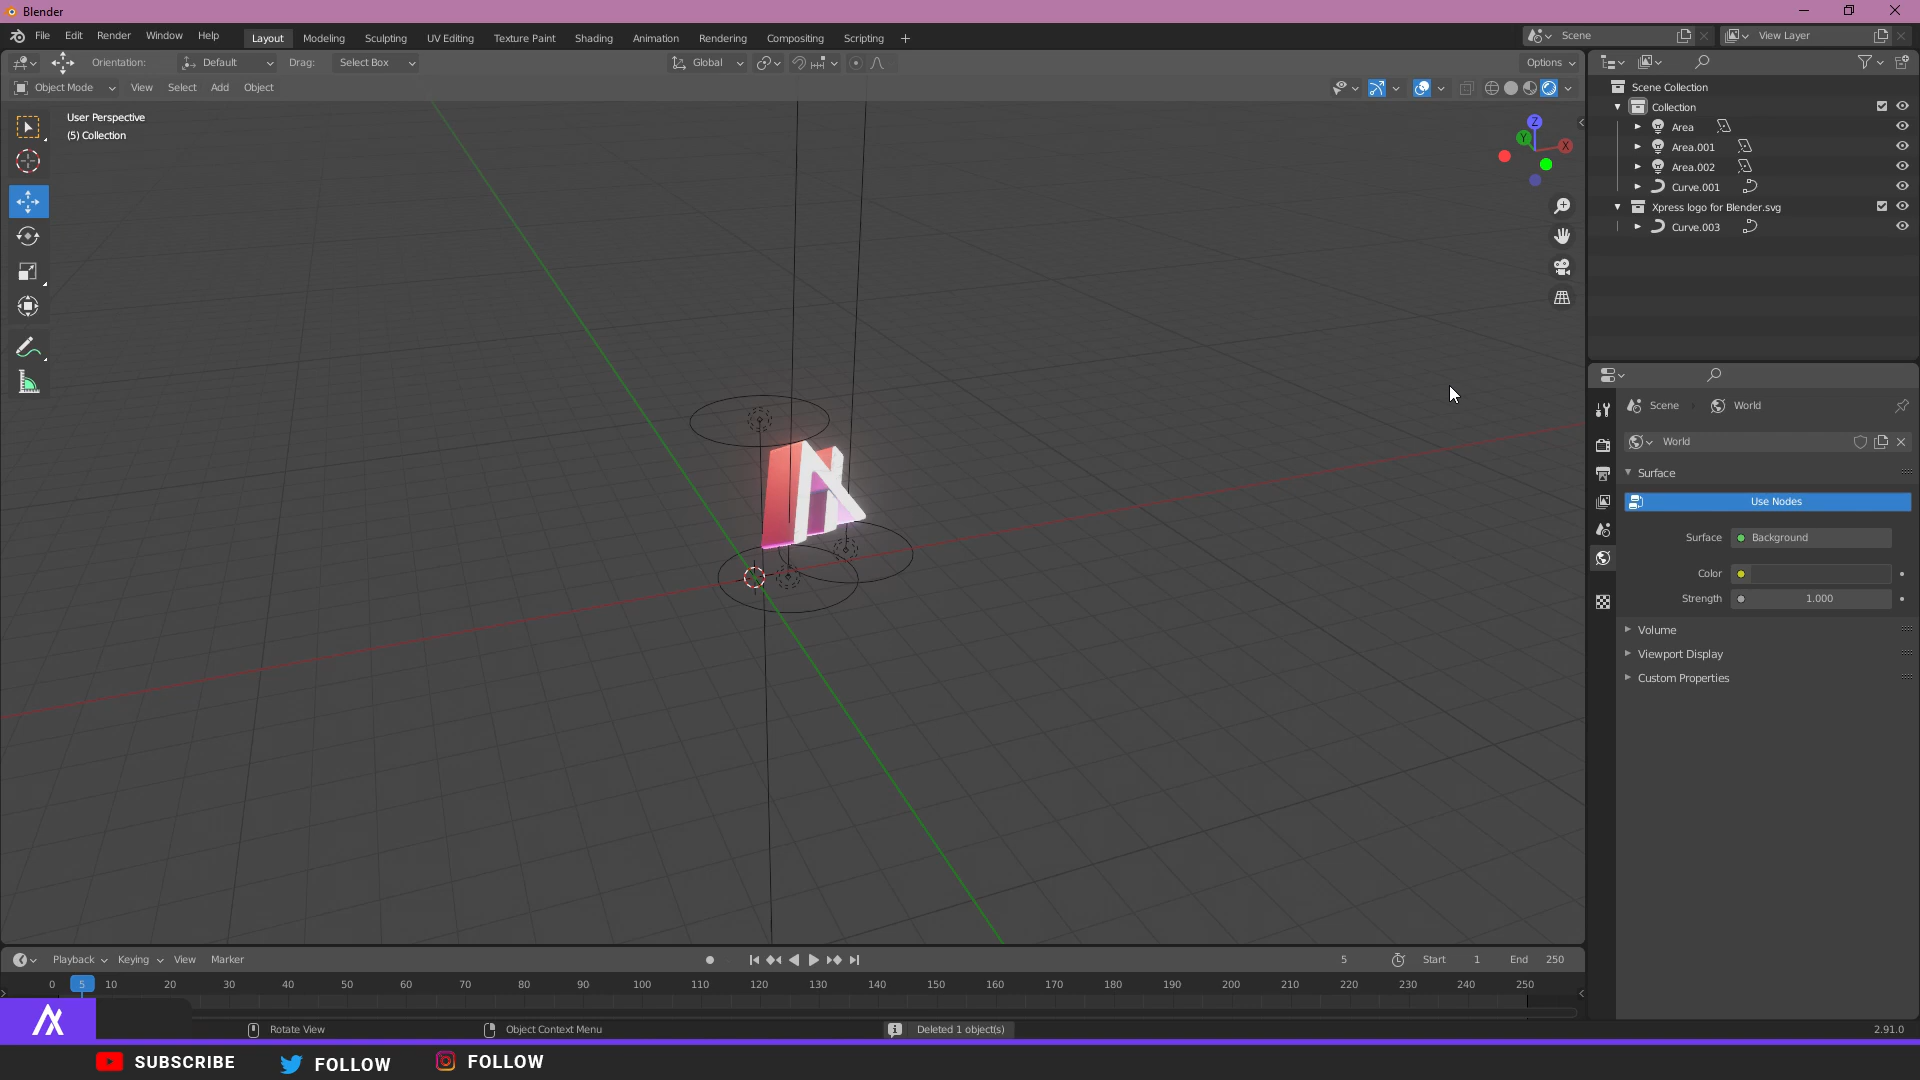 Blender
File Edit Render Window Help Layout Modeling Sculpting UV Editing Texture Paint Shading Animation Rendering Compositing Scripting + Scene View Layer
Orientation: Default Drag: Select Box Global Options
Object Mode View Select Add Object
User Perspective
(5) Collection
Z
Y
X
Scene Collection
Collection
Area
Area.001
Area.002
Curve.001
Xpress logo for Blender.svg
Curve.003
Scene World
World
Surface
Use Nodes
Surface Background
Color
Strength 1.000
Volume
Viewport Display
Custom Properties
Playback Keying View Marker 5 Start 1 End 250
0 5 10 20 30 40 50 60 70 80 90 100 110 120 130 140 150 160 170 180 190 200 210 220 230 240 250
Rotate View Object Context Menu Deleted 1 object(s) 2.91.0
SUBSCRIBE FOLLOW FOLLOW